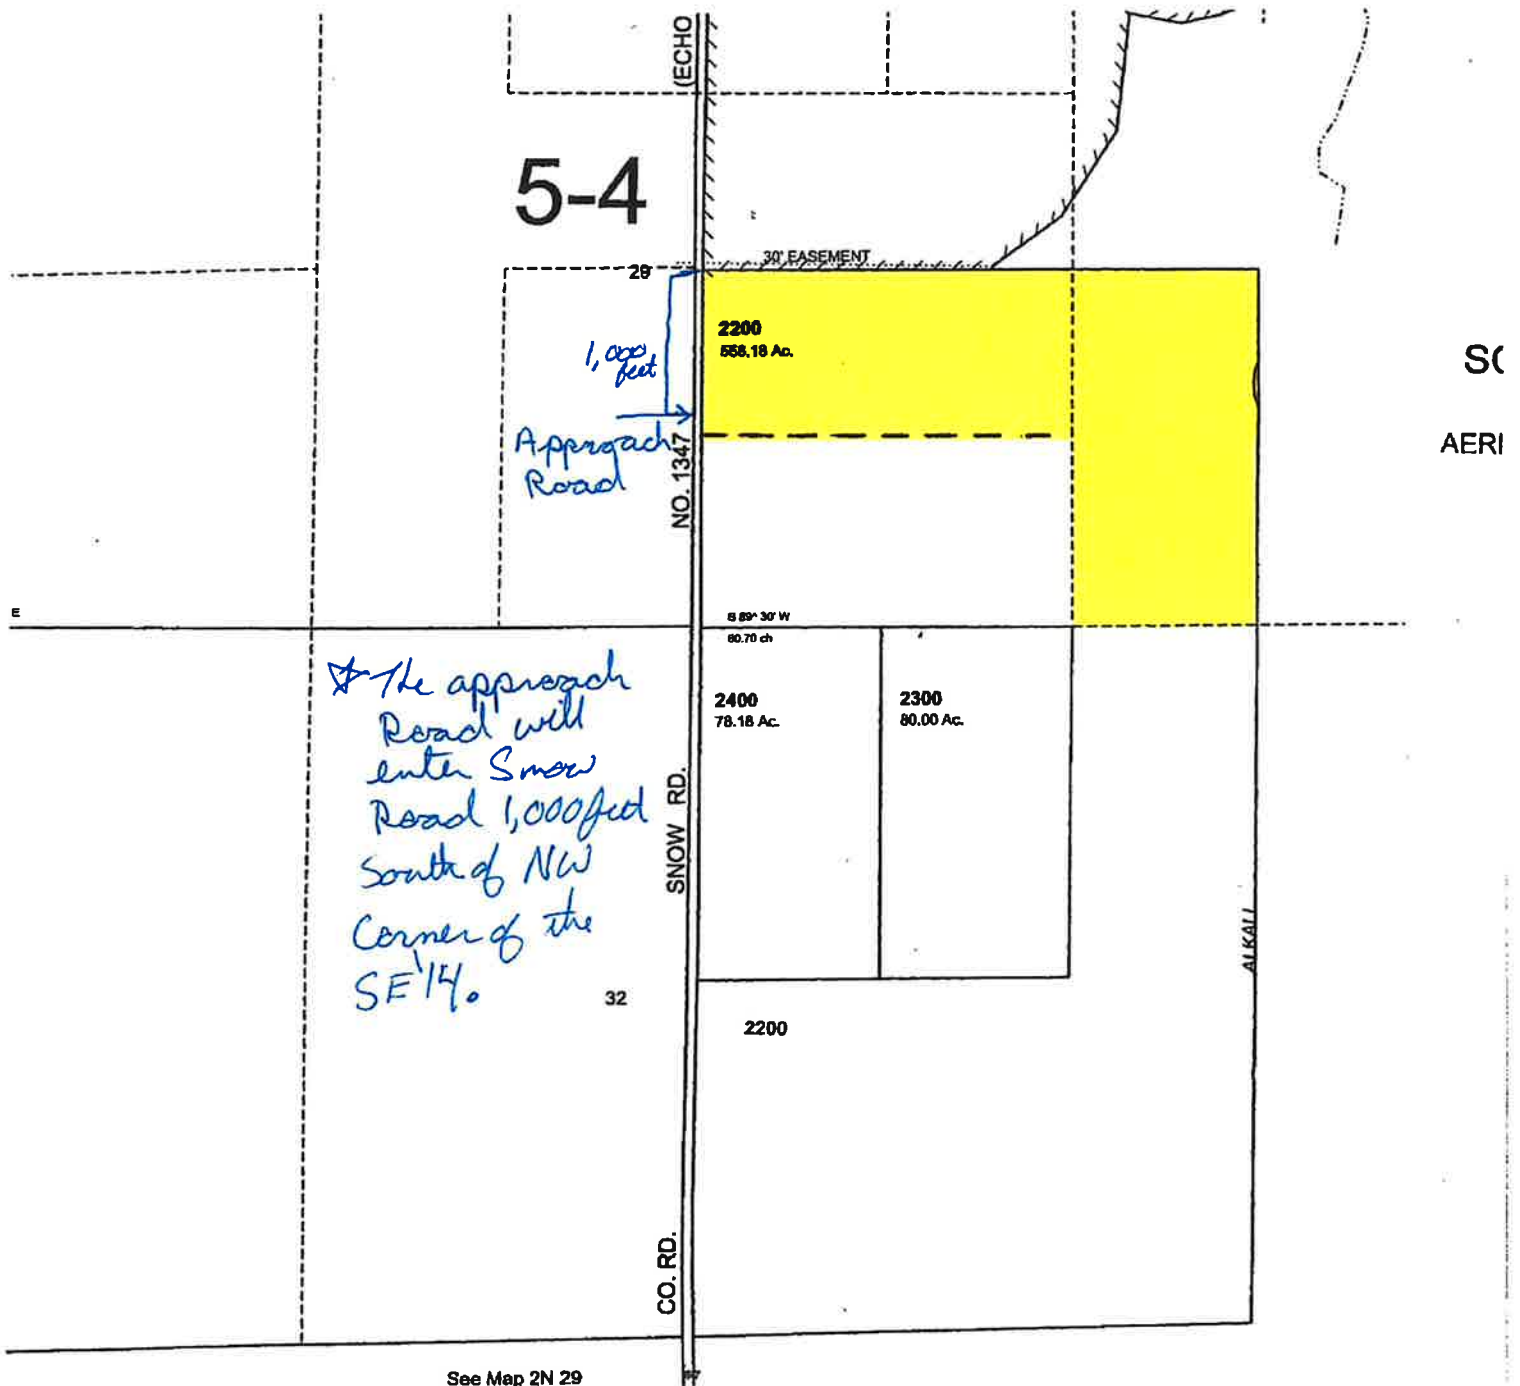 (ECHO
5-4
30' EASEMENT
29
2200
558.18 Ac.
1,000
feet
Approach
Road
NO. 1347
S(
AERI
E
S 89^ 30' W
60.70 ch
☆ The approach
Road will
enter Snow
Road 1,000 feet
South of NW
Corner of the
SE 1/4.
2400
78.18 Ac.
2300
80.00 Ac.
SNOW RD.
ALKALI
32
2200
CO. RD.
See Map 2N 29